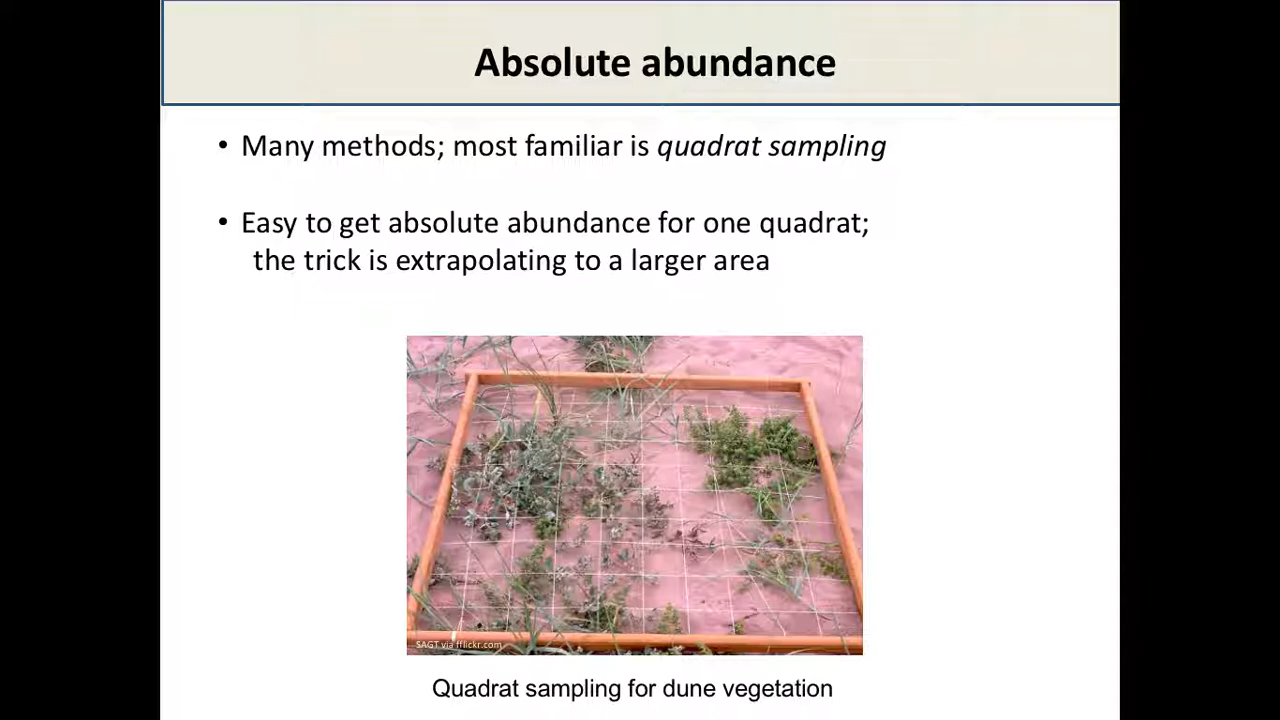 Absolute abundance
• Many methods; most familiar is quadrat sampling
• Easy to get absolute abundance for one quadrat;
the trick is extrapolating to a larger area
SAGT via fflickr.com
Quadrat sampling for dune vegetation